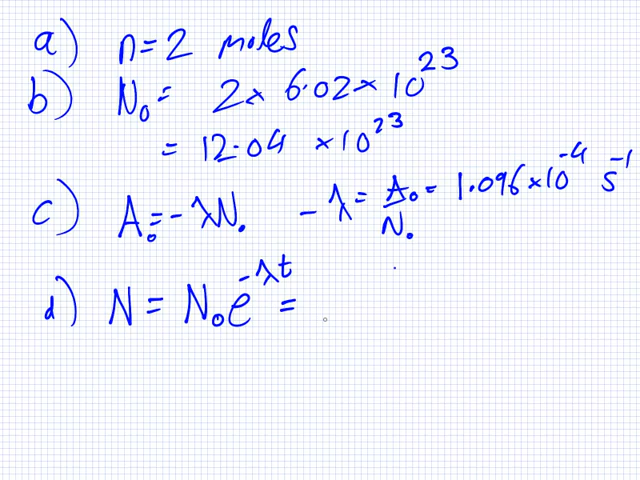 a) n = 2 moles
b) N₀ = 2 × 6.02 × 10²³
= 12.04 × 10²³
c) A₀ = -λN₀ -λ = A₀/N₀ = 1.096 × 10⁻⁴ s⁻¹
d) N = N₀e^-λt =